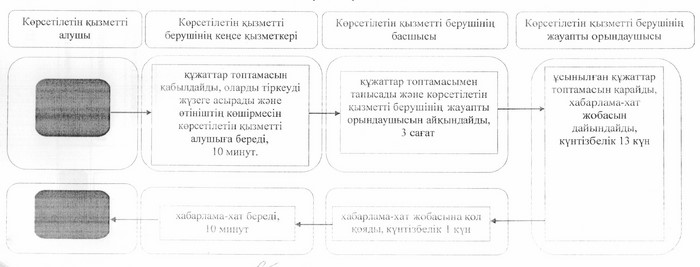 Көрсетілетін қызметті
алушы
Көрсетілетін қызметті
берушінің кеңсе қызметкері
Көрсетілетін қызметті берушінің
басшысы
Көрсетілетін қызметті берушінің
жауапты орындаушысы
құжаттар топтамасын
қабылдайды, оларды тіркеуді
жүзеге асырады және
өтініштің көшірмесін
көрсетілетін қызметті
алушыға береді,
10 минут.
құжаттар топтамасымен
танысады және көрсетілетін
қызметті берушінің жауапты
орындаушысын айқындайды,
3 сағат
ұсынылған құжаттар
топтамасын қарайды,
хабарлама-хат
жобасын
дайындайды,
күнтізбелік 13 күн
хабарлама-хат береді,
10 минут
хабарлама-хат жобасына қол
қояды, күнтізбелік 1 күн